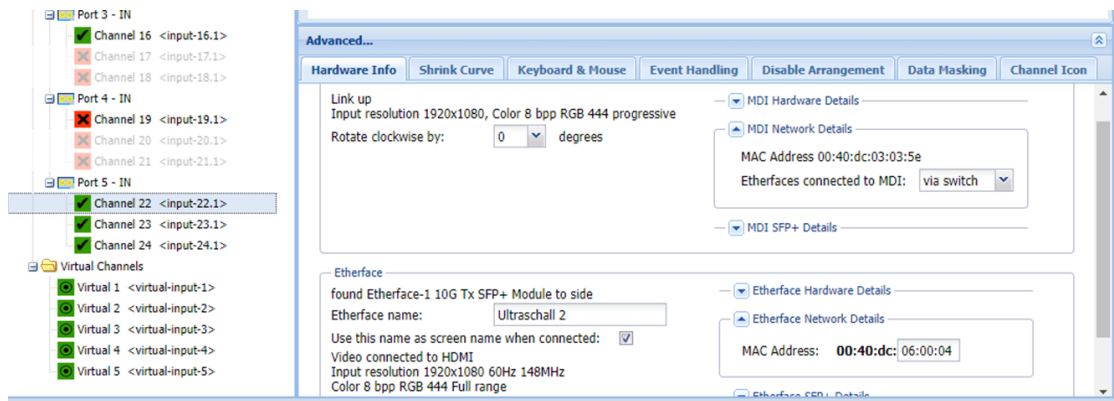 Port 3 - IN
Channel 16 <input-16.1>
Channel 17 <input-17.1>
Channel 18 <input-18.1>
Port 4 - IN
Channel 19 <input-19.1>
Channel 20 <input-20.1>
Channel 21 <input-21.1>
Port 5 - IN
Channel 22 <input-22.1>
Channel 23 <input-23.1>
Channel 24 <input-24.1>
Virtual Channels
Virtual 1 <virtual-input-1>
Virtual 2 <virtual-input-2>
Virtual 3 <virtual-input-3>
Virtual 4 <virtual-input-4>
Virtual 5 <virtual-input-5>
Advanced...
Hardware Info Shrink Curve Keyboard & Mouse Event Handling Disable Arrangement Data Masking Channel Icon
Link up
Input resolution 1920x1080, Color 8 bpp RGB 444 progressive
Rotate clockwise by: 0 degrees
MDI Hardware Details
MDI Network Details
MAC Address 00:40:dc:03:03:5e
Etherfaces connected to MDI: via switch
MDI SFP+ Details
Etherface
found Etherface-1 10G Tx SFP+ Module to side
Etherface name: Ultraschall 2
Use this name as screen name when connected:
Video connected to HDMI
Input resolution 1920x1080 60Hz 148MHz
Color 8 bpp RGB 444 Full range
Etherface Hardware Details
Etherface Network Details
MAC Address: 00:40:dc: 06:00:04
Etherface SFP+ Details